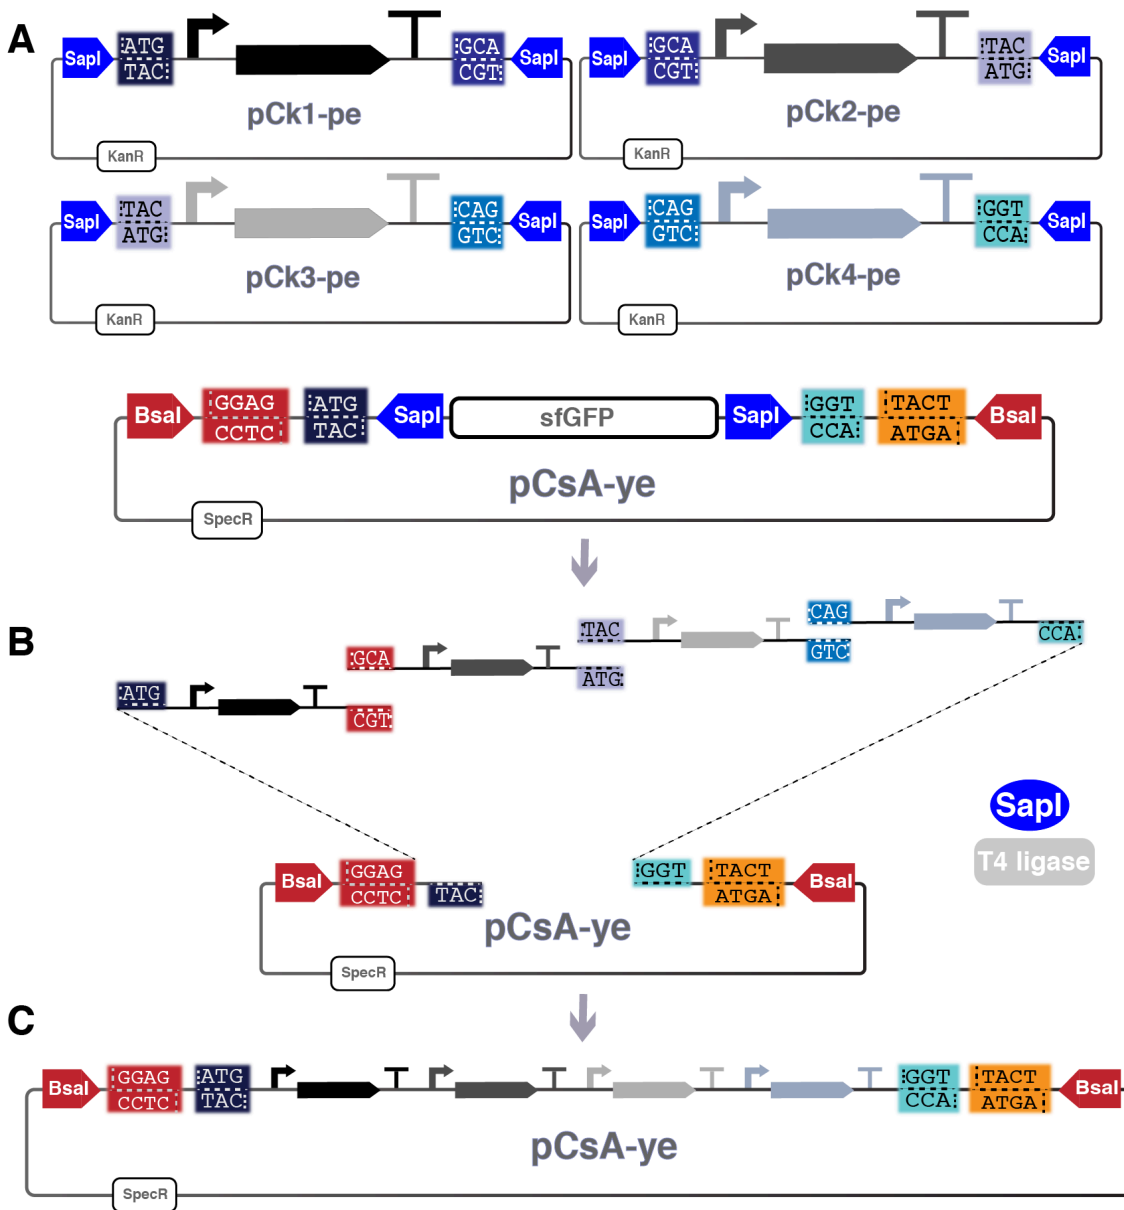 A
SapI ATG GCA SapI
TAC CGT
pCk1-pe
KanR
SapI GCA TAC SapI
CGT ATG
pCk2-pe
KanR
SapI TAC CAG SapI
ATG GTC
pCk3-pe
KanR
SapI CAG GGT SapI
GTC CCA
pCk4-pe
KanR
BsaI GGAG ATG SapI sfGFP SapI GGT TACT BsaI
CCTC TAC CCA ATGA
pCsA-ye
SpecR
B
CAG
TAC CCA
GCA GTC
ATG ATG
CGT
SapI
T4 ligase
BsaI GGAG GGT TACT BsaI
CCTC TAC ATGA
pCsA-ye
SpecR
C
BsaI GGAG ATG GGT TACT BsaI
CCTC TAC CCA ATGA
pCsA-ye
SpecR